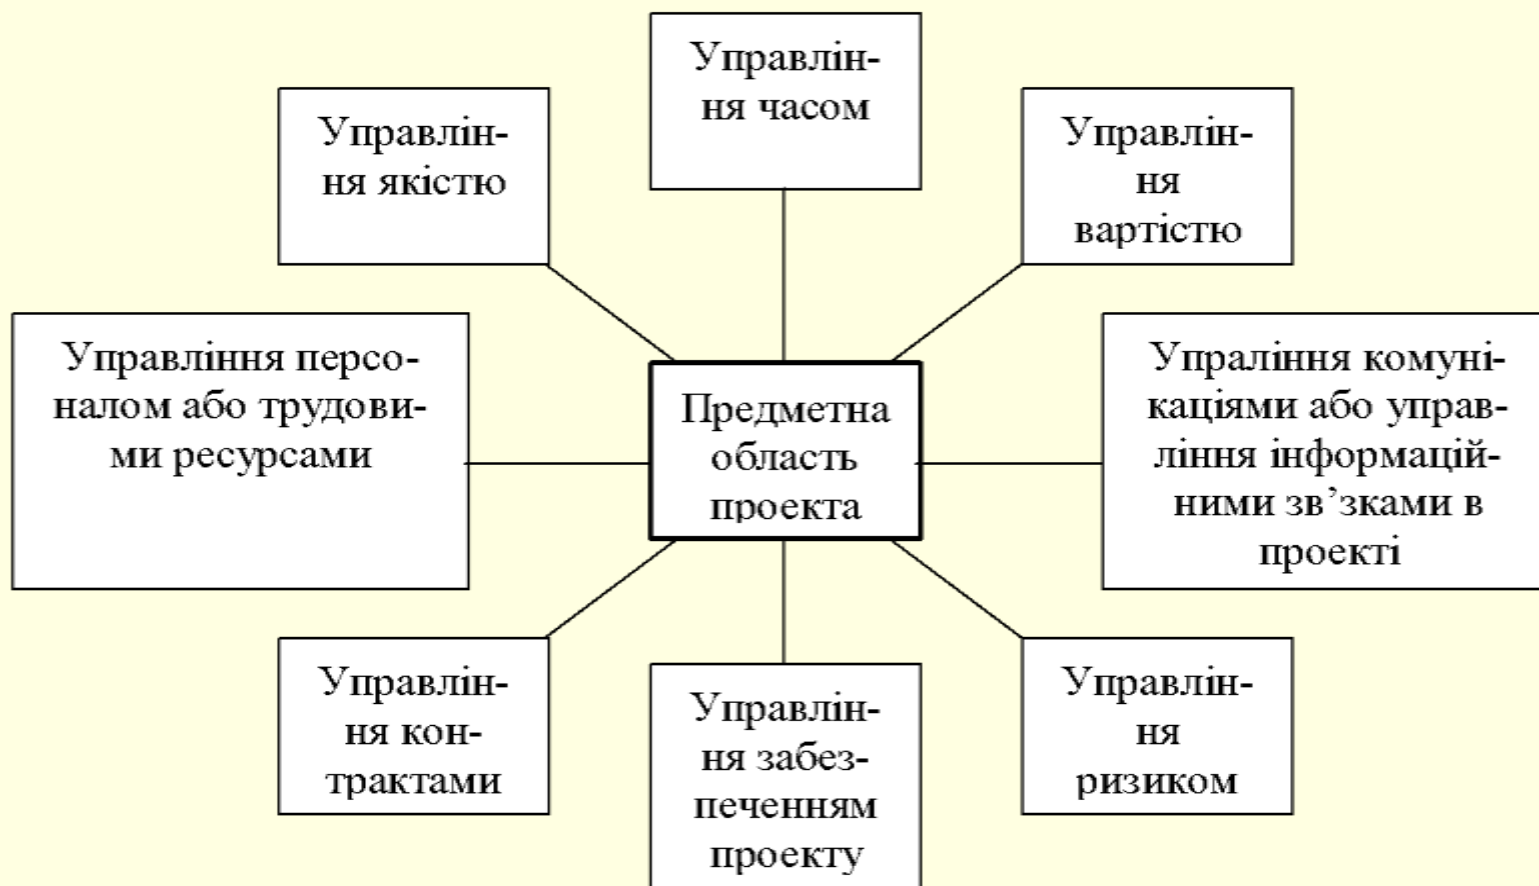 Управлін-
ня часом
Управлін-
ня якістю
Управлін-
ня
вартістю
Управління персо-
налом або трудови-
ми ресурсами
Предметна
область
проекта
Упраління комуні-
каціями або управ-
ління інформацій-
ними зв’зками в
проекті
Управлін-
ня кон-
трактами
Управлін-
ня забез-
печенням
проекту
Управлін-
ня
ризиком